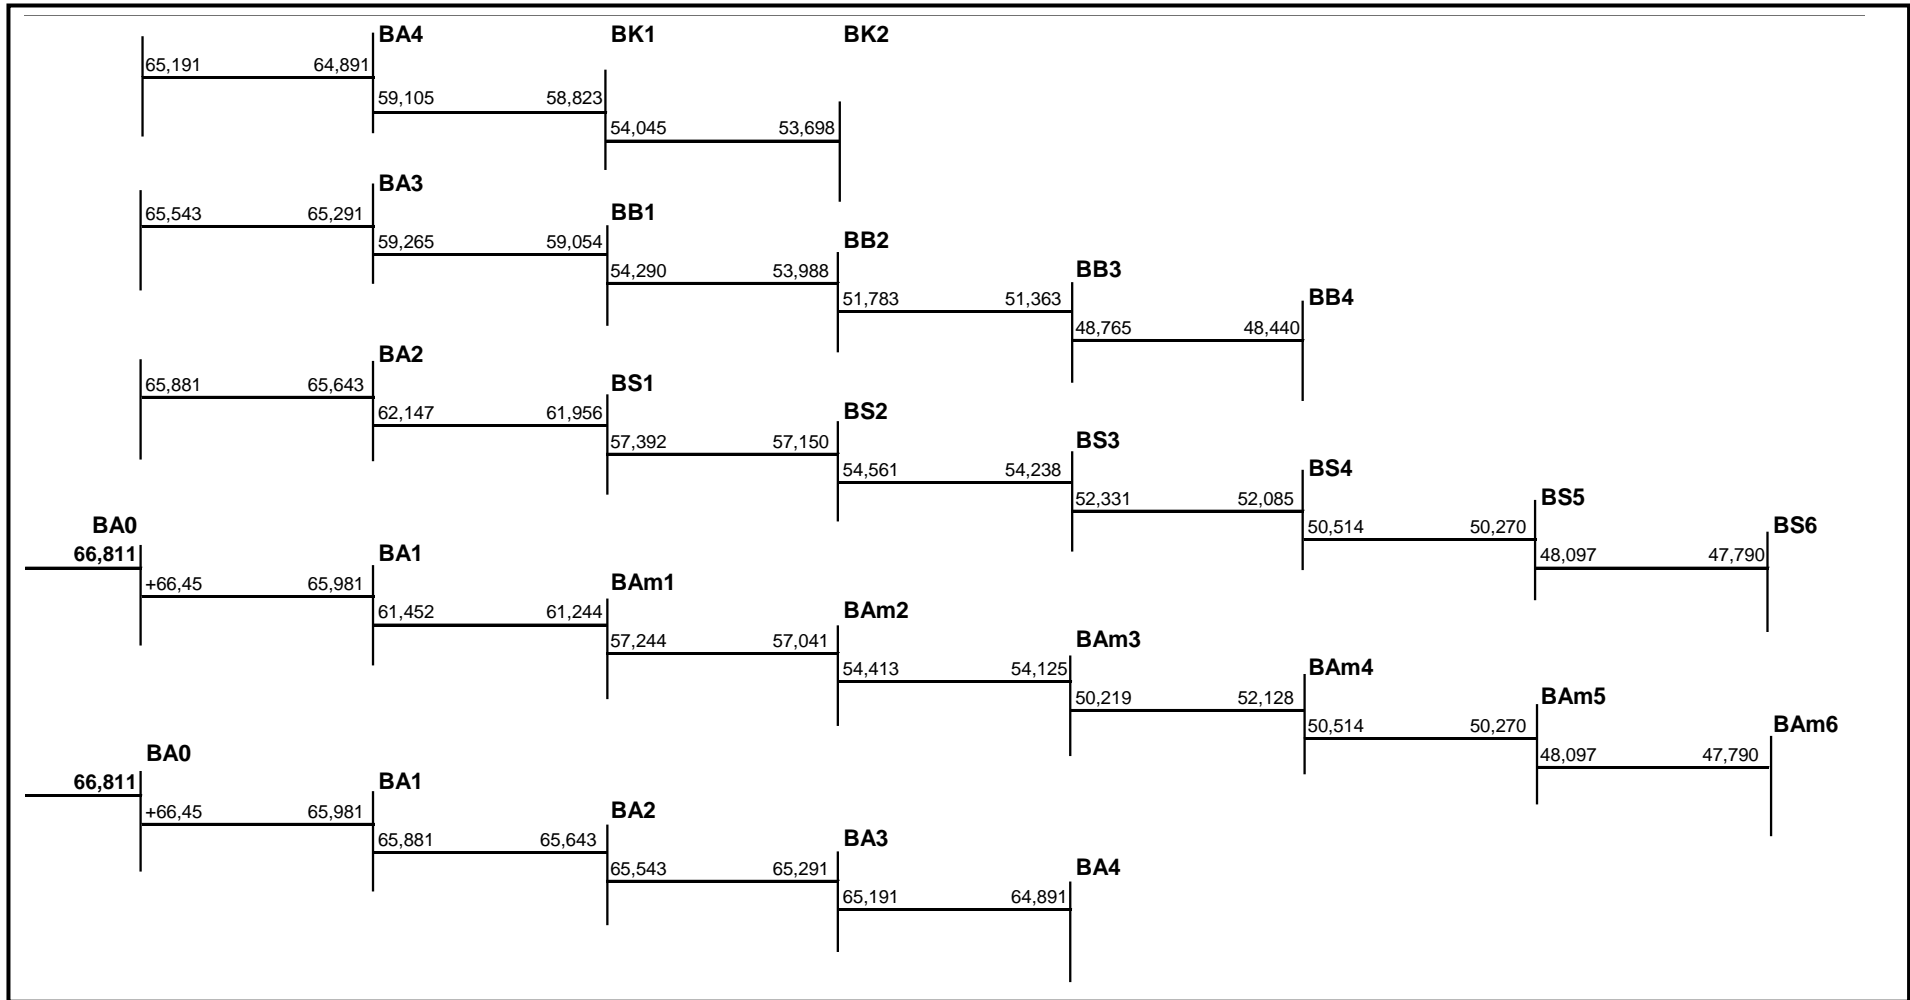 BA4 BK1 BK2
65,191 64,891
59,105 58,823
54,045 53,698
BA3
65,543 65,291 BB1
59,265 59,054 BB2
54,290 53,988 BB3
51,783 51,363 BB4
48,765 48,440
BA2
65,881 65,643 BS1
62,147 61,956 BS2
57,392 57,150 BS3
54,561 54,238 BS4
52,331 52,085 BS5
BA0 50,514 50,270 BS6
66,811 BA1 48,097 47,790
+66,45 65,981 BAm1
61,452 61,244 BAm2
57,244 57,041 BAm3
54,413 54,125 BAm4
50,219 52,128 BAm5
50,514 50,270 BAm6
BA0 48,097 47,790
66,811 BA1
+66,45 65,981 BA2
65,881 65,643 BA3
65,543 65,291 BA4
65,191 64,891